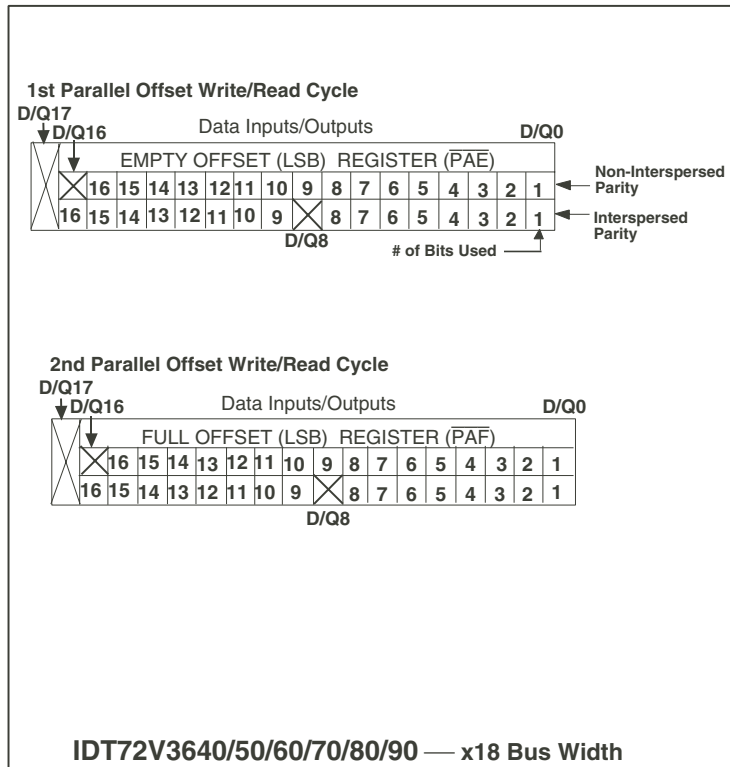 1st Parallel Offset Write/Read Cycle
D/Q17
D/Q16 Data Inputs/Outputs D/Q0
EMPTY OFFSET (LSB) REGISTER (PAE)
16 15 14 13 12 11 10 9 8 7 6 5 4 3 2 1 Non-Interspersed
Parity
16 15 14 13 12 11 10 9 8 7 6 5 4 3 2 1 Interspersed
Parity
D/Q8
# of Bits Used
2nd Parallel Offset Write/Read Cycle
D/Q17
D/Q16 Data Inputs/Outputs D/Q0
FULL OFFSET (LSB) REGISTER (PAF)
16 15 14 13 12 11 10 9 8 7 6 5 4 3 2 1
16 15 14 13 12 11 10 9 8 7 6 5 4 3 2 1
D/Q8
IDT72V3640/50/60/70/80/90 — x18 Bus Width